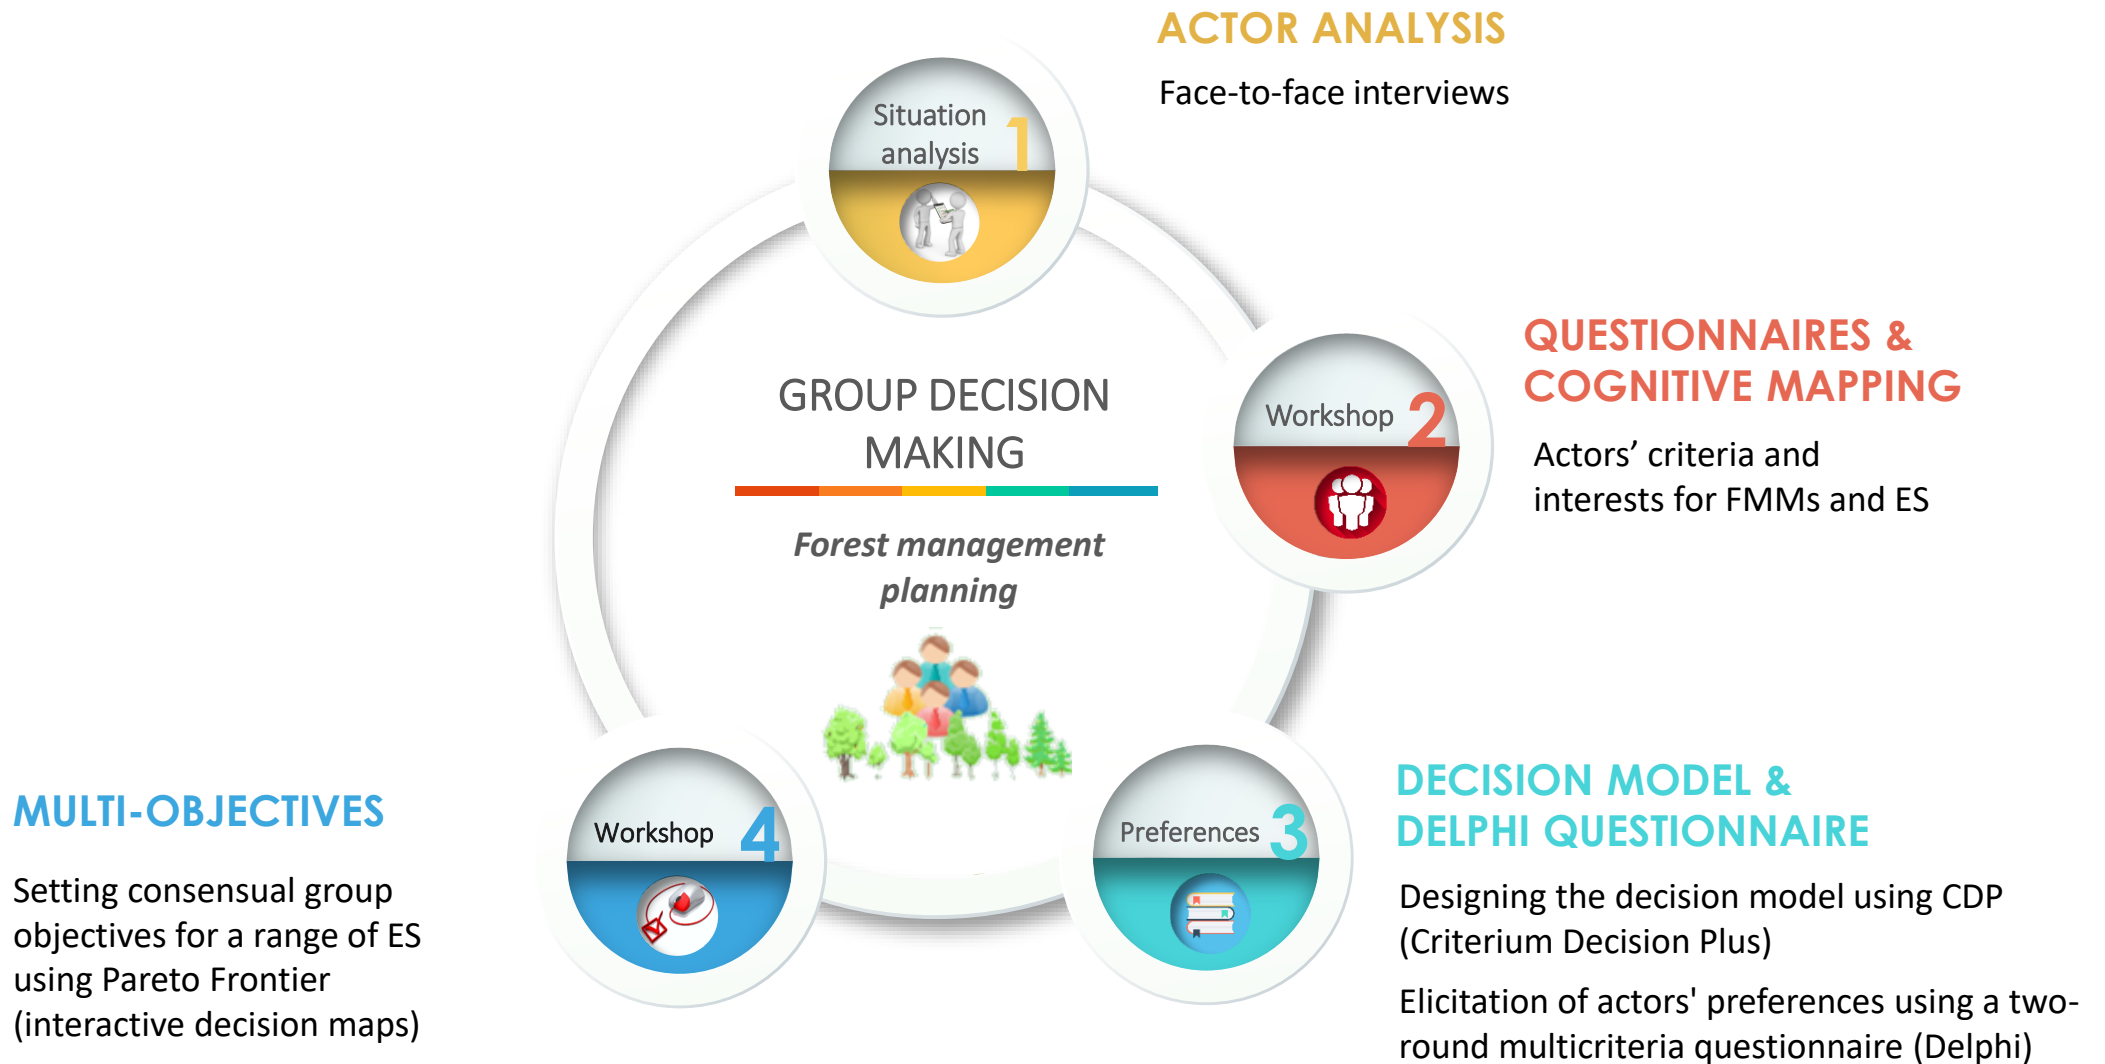 ACTOR ANALYSIS
Face-to-face interviews
Situation
analysis
1
QUESTIONNAIRES &
COGNITIVE MAPPING
Actors’ criteria and
interests for FMMs and ES
Workshop
2
GROUP DECISION
MAKING
Forest management
planning
DECISION MODEL &
DELPHI QUESTIONNAIRE
Designing the decision model using CDP
(Criterium Decision Plus)
Elicitation of actors' preferences using a two-
round multicriteria questionnaire (Delphi)
Preferences
3
MULTI-OBJECTIVES
Setting consensual group
objectives for a range of ES
using Pareto Frontier
(interactive decision maps)
Workshop
4